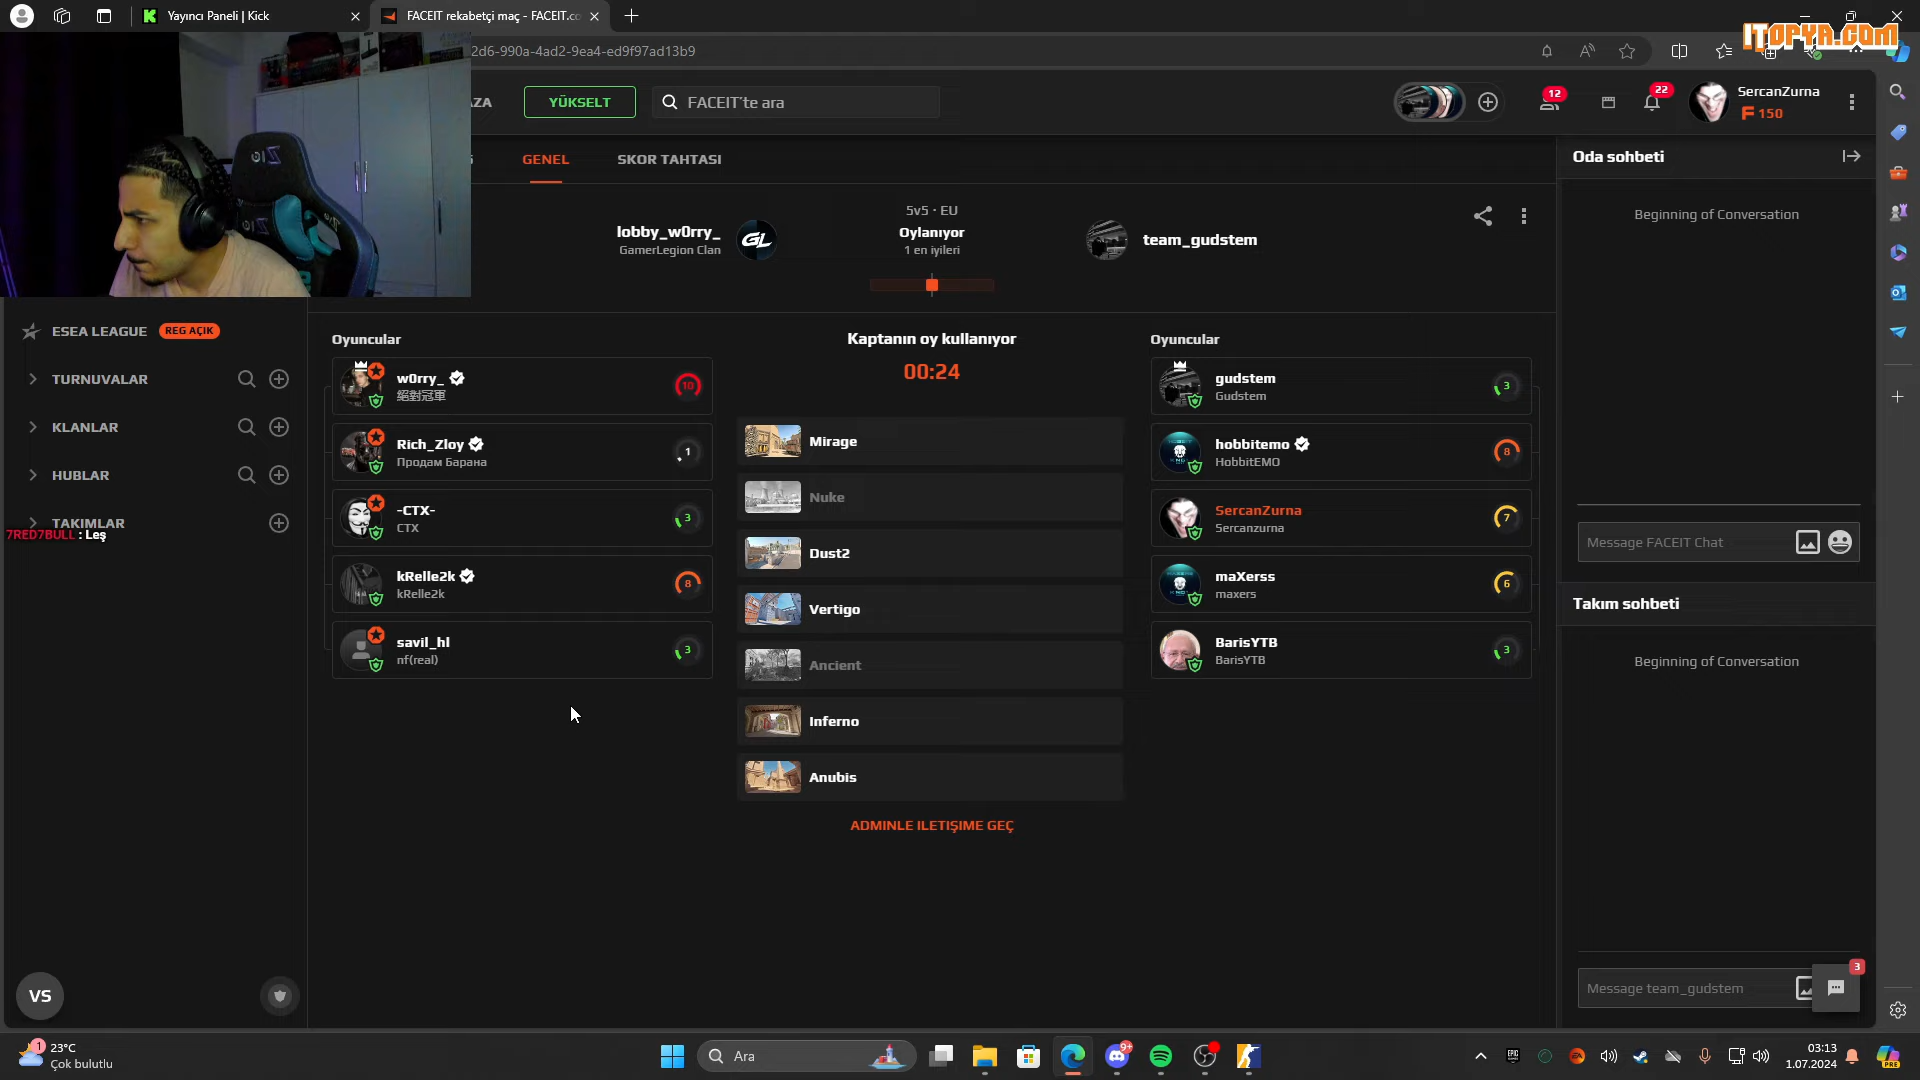 Yayıncı Paneli | Kick
FACEIT rekabetçi maç - FACEIT.co
ITOPYA.COM
2d6-990a-4ad2-9ea4-ed9f97ad13b9
AZA
YÜKSELT
FACEIT'te ara
12
22
SercanZurna
150
GENEL
SKOR TAHTASI
Oda sohbeti
Beginning of Conversation
lobby_w0rry_
GamerLegion Clan
GL
5v5 • EU
Oylanıyor
1 en iyileri
team_gudstem
ESEA LEAGUE
REG AÇIK
TURNUVALAR
KLANLAR
HUBLAR
TAKIMLAR
7RED7BULL : Leş
Oyuncular
w0rry_
絕對冠軍
10
Rich_Zloy
Продам Барана
1
-CTX-
CTX
3
kRelle2k
kRelle2k
8
savil_hl
nf(real)
3
Kaptanın oy kullanıyor
00:24
Mirage
Nuke
Dust2
Vertigo
Ancient
Inferno
Anubis
ADMINLE ILETIŞIME GEÇ
Oyuncular
gudstem
Gudstem
3
hobbitemo
HobbitEMO
8
SercanZurna
Sercanzurna
7
maXerss
maxers
6
BarisYTB
BarisYTB
3
Message FACEIT Chat
Takım sohbeti
Beginning of Conversation
Message team_gudstem
3
VS
1
23°C
Çok bulutlu
Ara
9+
03:13
1.07.2024